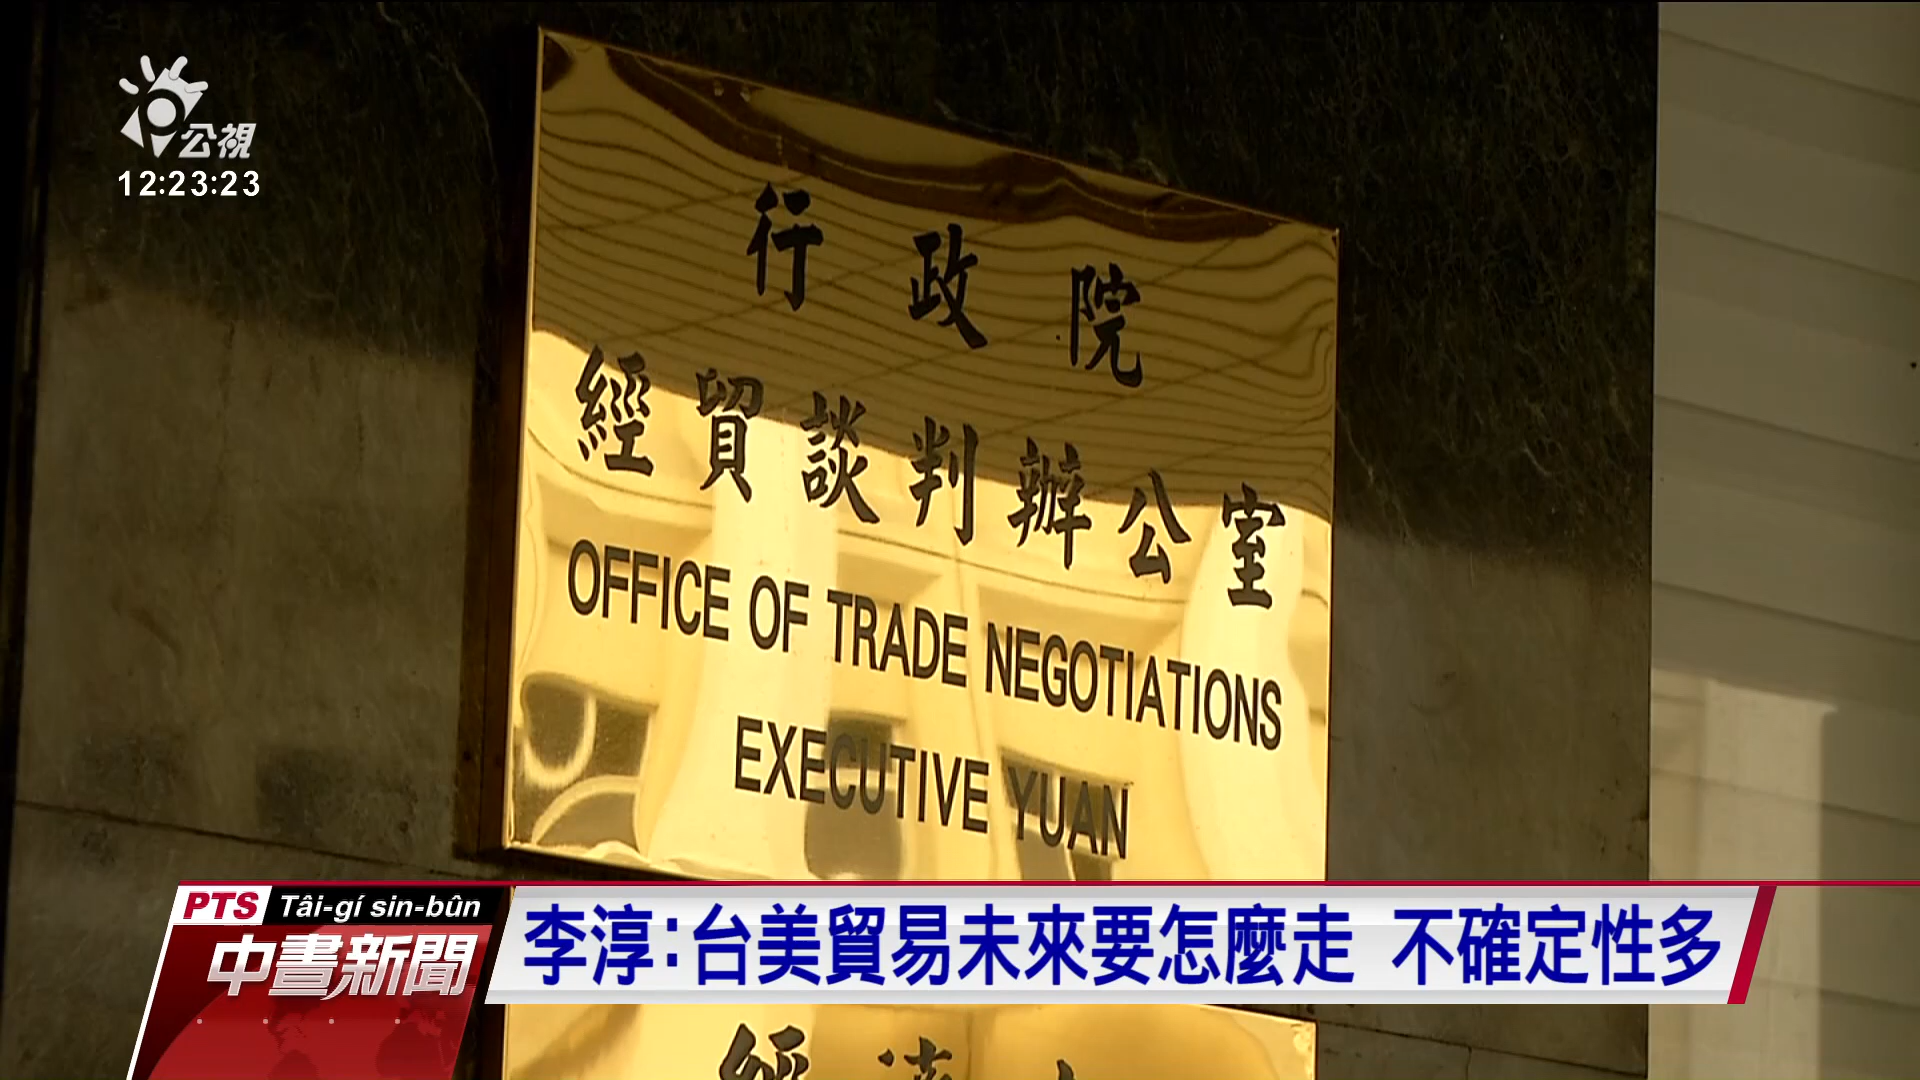 公視
12:23:23
行政院
經貿談判辦公室
OFFICE OF TRADE NEGOTIATIONS
EXECUTIVE YUAN
PTS Tâi-gí sin-bûn
中晝新聞
李淳:台美貿易未來要怎麼走 不確定性多
經濟